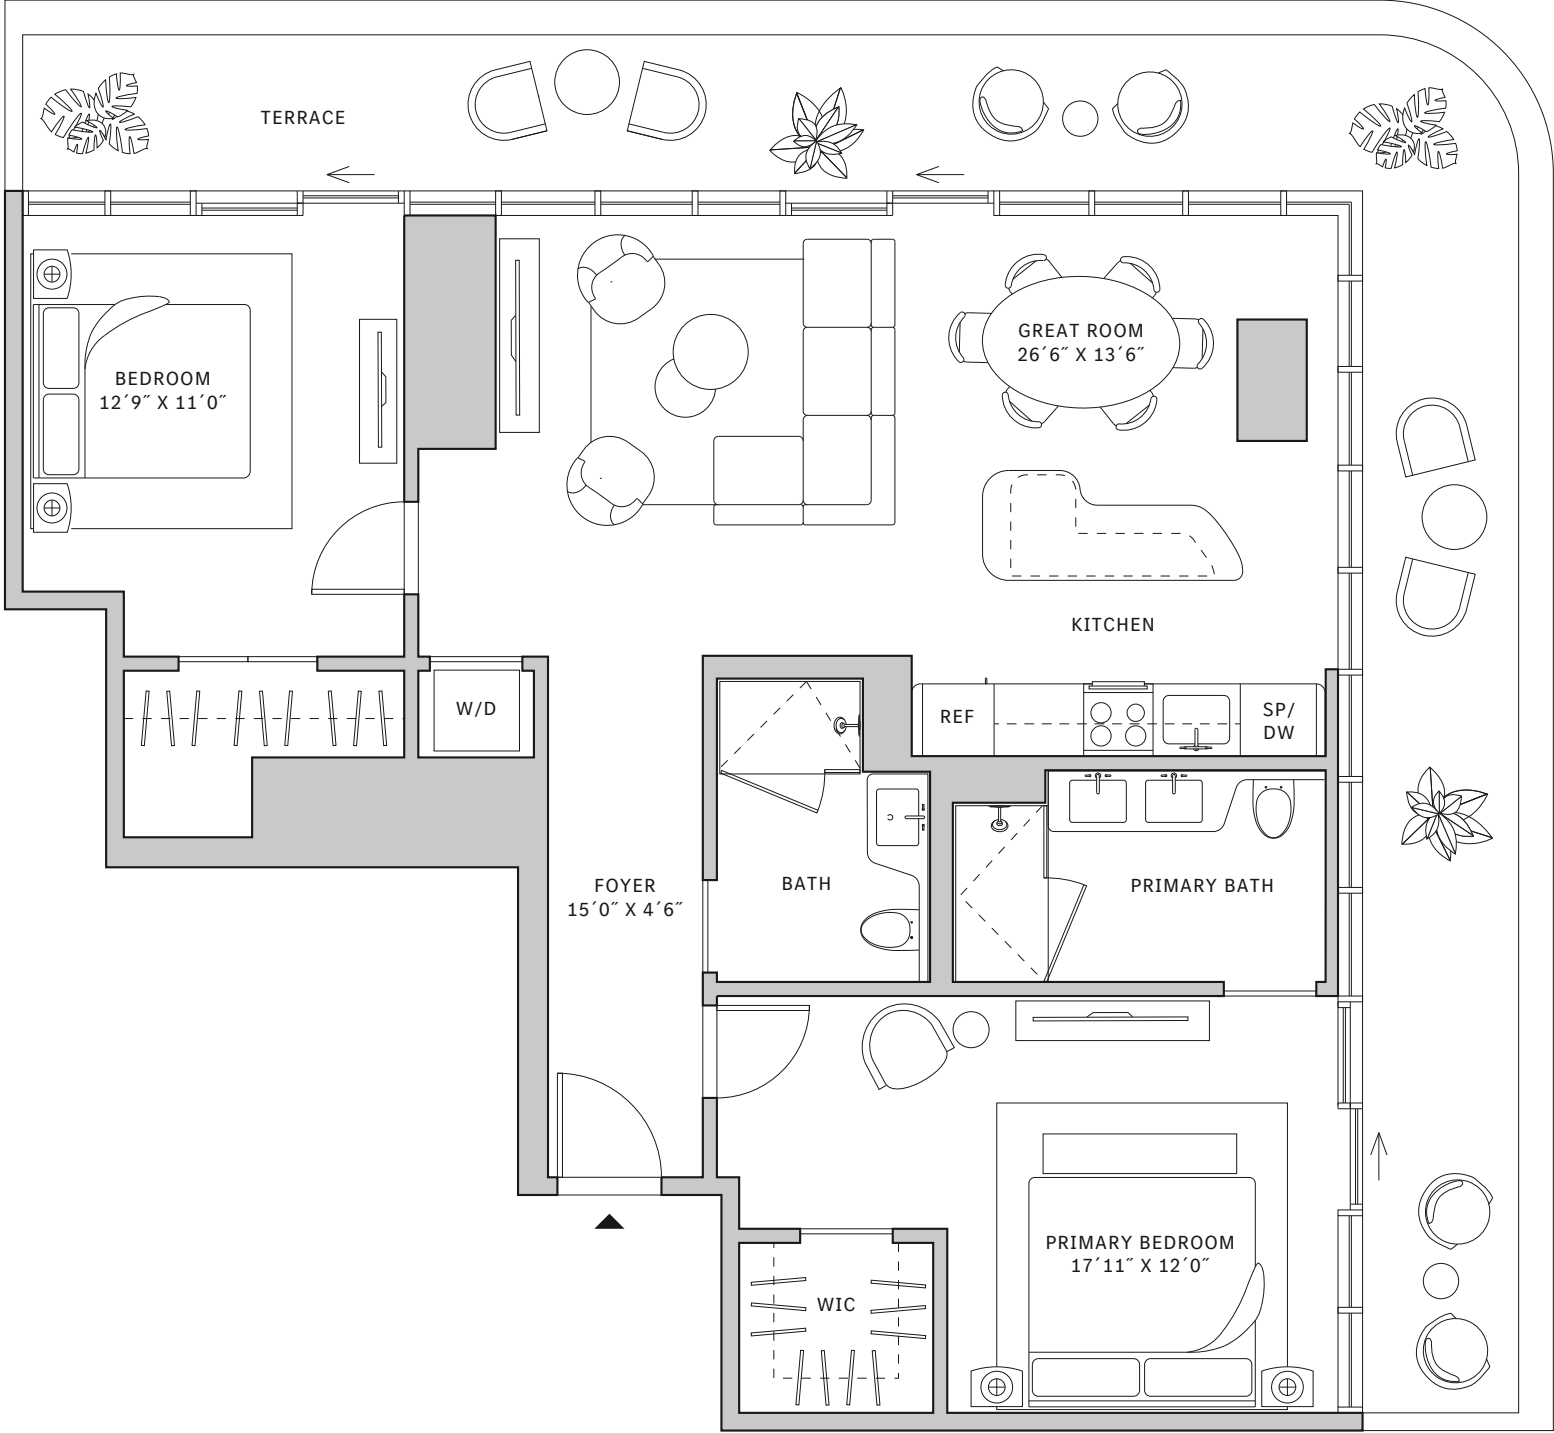 TERRACE
GREAT ROOM
26´6˝ X 13´6˝
BEDROOM
12´9˝ X 11´0˝
KITCHEN
W/D
REF
SP/
DW
FOYER
15´0˝ X 4´6˝
BATH
PRIMARY BATH
PRIMARY BEDROOM
17´11˝ X 12´0˝
WIC